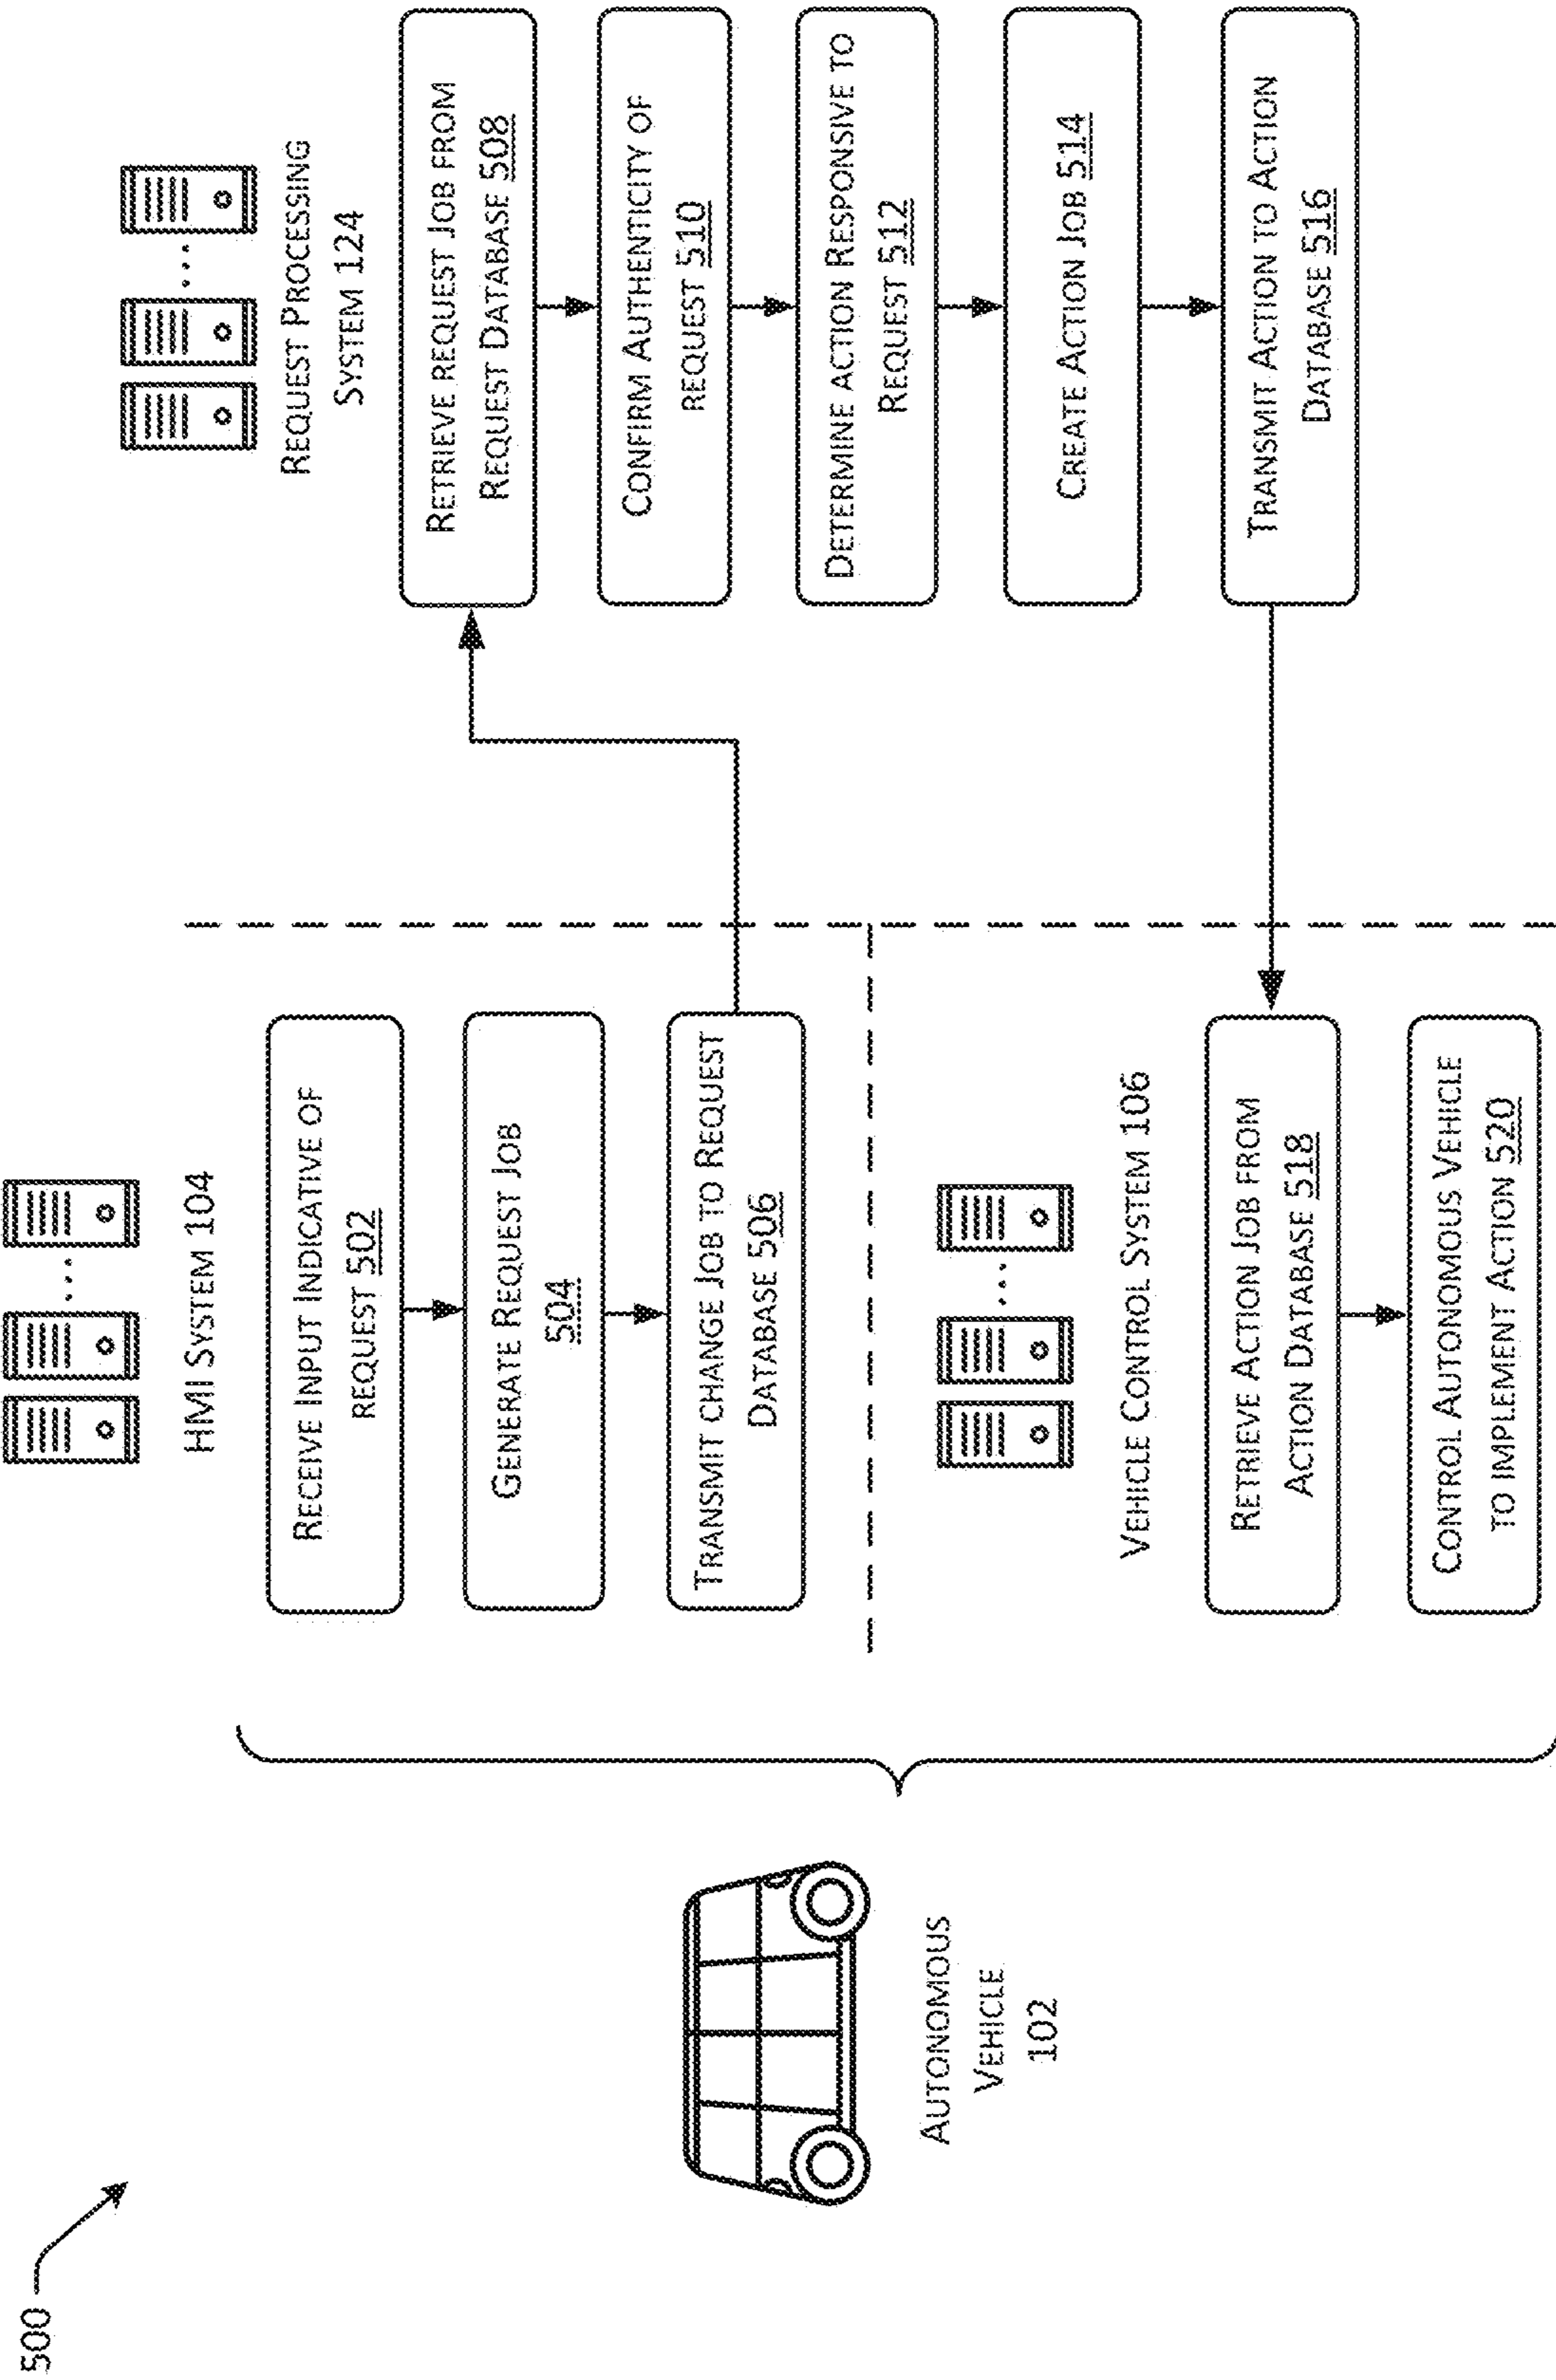 500
AUTONOMOUS
VEHICLE
102
HMI SYSTEM 104
RECEIVE INPUT INDICATIVE OF
REQUEST 502
GENERATE REQUEST JOB
504
TRANSMIT CHANGE JOB TO REQUEST
DATABASE 506
VEHICLE CONTROL SYSTEM 106
RETRIEVE ACTION JOB FROM
ACTION DATABASE 518
CONTROL AUTONOMOUS VEHICLE
TO IMPLEMENT ACTION 520
REQUEST PROCESSING
SYSTEM 124
RETRIEVE REQUEST JOB FROM
REQUEST DATABASE 508
CONFIRM AUTHENTICITY OF
REQUEST 510
DETERMINE ACTION RESPONSIVE TO
REQUEST 512
CREATE ACTION JOB 514
TRANSMIT ACTION TO ACTION
DATABASE 516